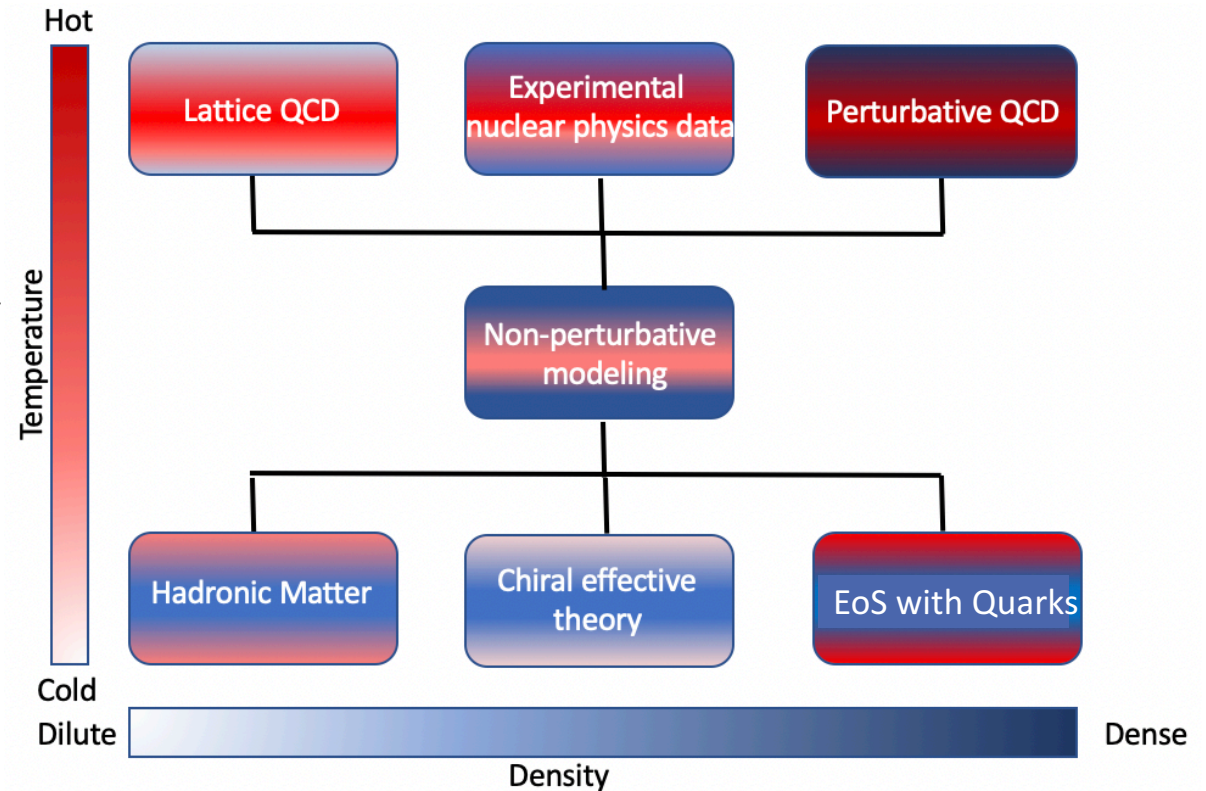 Hot
Lattice QCD
Experimental
nuclear physics data
Perturbative QCD
Temperature
Non-perturbative
modeling
Hadronic Matter
Chiral effective
theory
EoS with Quarks
Cold
Dilute
Dense
Density